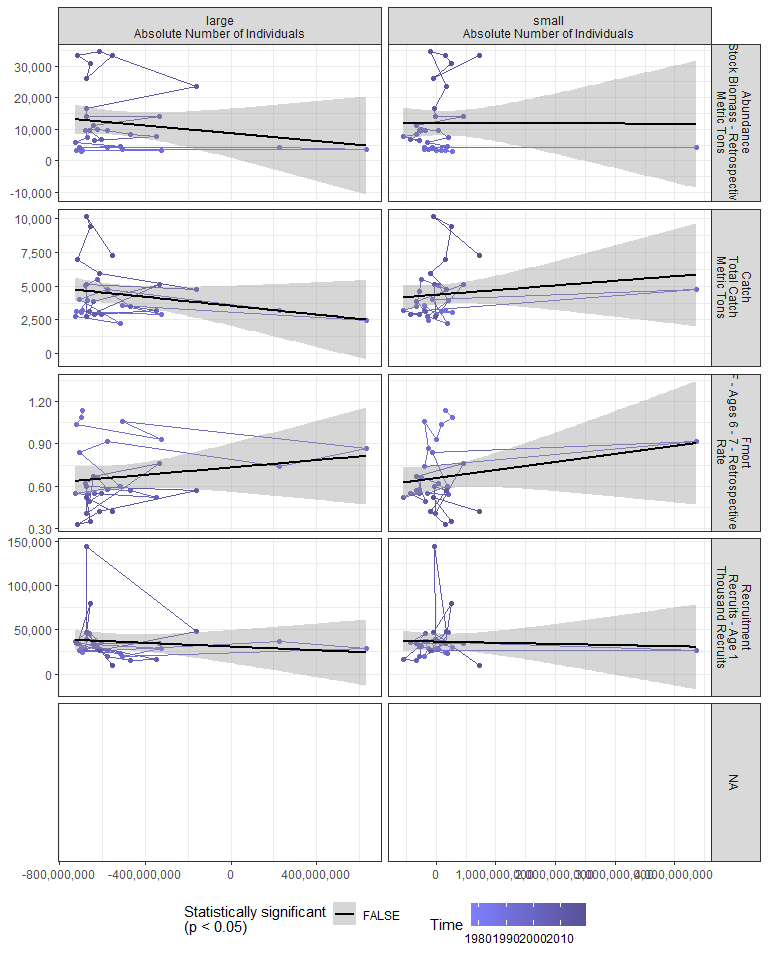 large
Absolute Number of Individuals
small
Absolute Number of Individuals
30,000
20,000
10,000
0
-10,000
Abundance
Stock Biomass - Retrospectiv
Metric Tons
10,000
7,500
5,000
2,500
0
Catch
Total Catch
Metric Tons
1.20
0.90
0.60
0.30
Fmort
F - Ages 6 - 7 - Retrospective
Rate
150,000
100,000
50,000
0
Recruitment
Recruits - Age 1
Thousand Recruits
NA
-800,000,000 -400,000,000 0 400,000,000
0 1,000,000,000 2,000,000,000 3,000,000,000 4,000,000,000
Statistically significant
(p < 0.05)
FALSE
Time
1980 1990 2000 2010